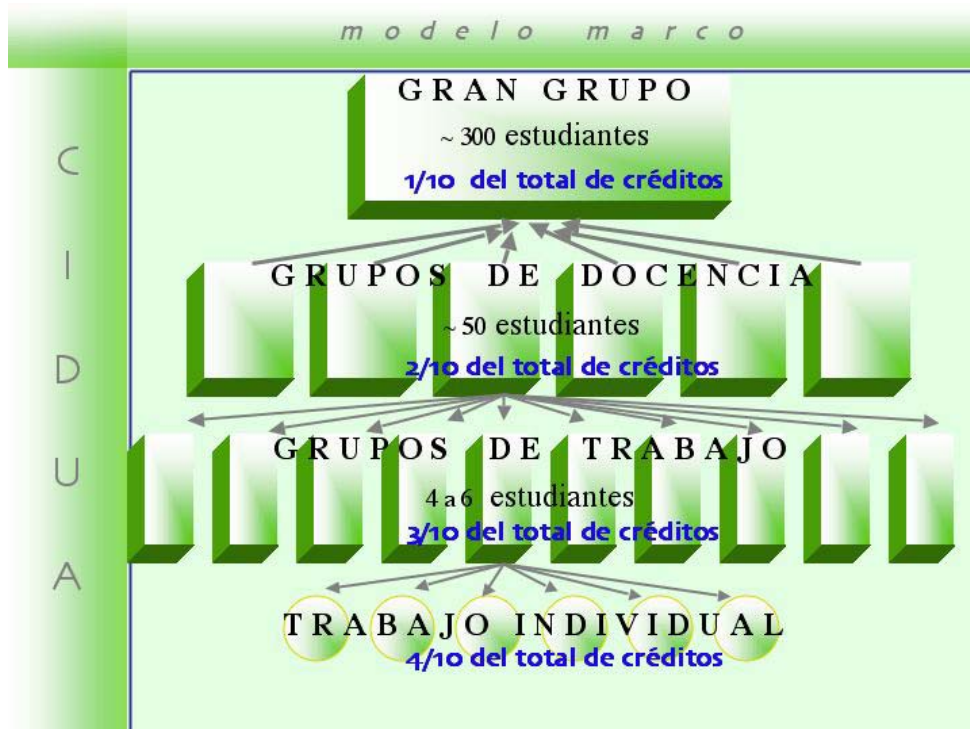 modelo marco
CIDUA
GRAN GRUPO
~ 300 estudiantes
1/10 del total de créditos
GRUPOS DE DOCENCIA
~ 50 estudiantes
2/10 del total de créditos
GRUPOS DE TRABAJO
4 a 6 estudiantes
3/10 del total de créditos
TRABAJO INDIVIDUAL
4/10 del total de créditos